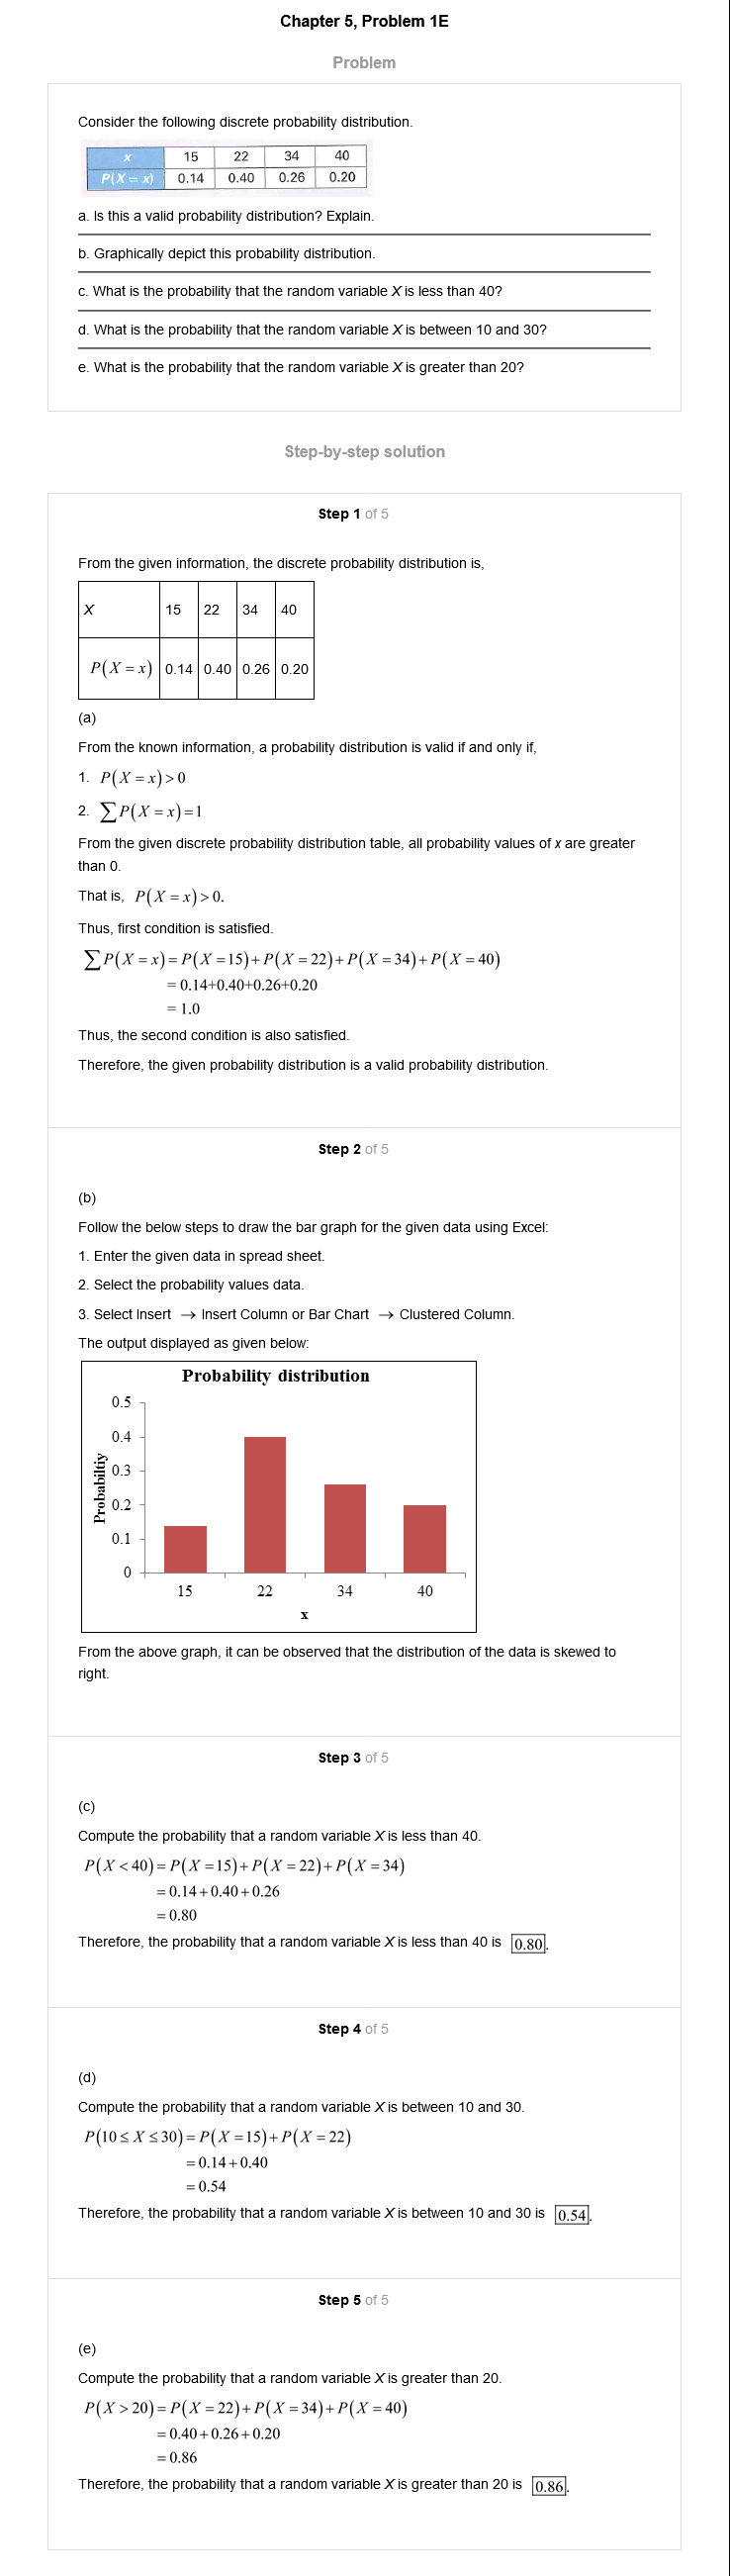 Chapter 5, Problem 1E
Problem
Consider the following discrete probability distribution.
x 15 22 34 40
P(X = x) 0.14 0.40 0.26 0.20
a. Is this a valid probability distribution? Explain.
b. Graphically depict this probability distribution.
c. What is the probability that the random variable X is less than 40?
d. What is the probability that the random variable X is between 10 and 30?
e. What is the probability that the random variable X is greater than 20?
Step-by-step solution
Step 1 of 5
From the given information, the discrete probability distribution is,
X 15 22 34 40
P(X = x) 0.14 0.40 0.26 0.20
(a)
From the known information, a probability distribution is valid if and only if,
1. P(X = x) > 0
2. ∑P(X = x) = 1
From the given discrete probability distribution table, all probability values of x are greater
than 0.
That is, P(X = x) > 0.
Thus, first condition is satisfied.
∑P(X = x) = P(X = 15) + P(X = 22) + P(X = 34) + P(X = 40)
= 0.14+0.40+0.26+0.20
= 1.0
Thus, the second condition is also satisfied.
Therefore, the given probability distribution is a valid probability distribution.
Step 2 of 5
(b)
Follow the below steps to draw the bar graph for the given data using Excel:
1. Enter the given data in spread sheet.
2. Select the probability values data.
3. Select Insert → Insert Column or Bar Chart → Clustered Column.
The output displayed as given below:
Probability distribution
0.5
0.4
0.3
0.2
0.1
0
Probabiltiy
15 22 34 40
x
From the above graph, it can be observed that the distribution of the data is skewed to
right.
Step 3 of 5
(c)
Compute the probability that a random variable X is less than 40.
P(X < 40) = P(X = 15) + P(X = 22) + P(X = 34)
= 0.14 + 0.40 + 0.26
= 0.80
Therefore, the probability that a random variable X is less than 40 is 0.80.
Step 4 of 5
(d)
Compute the probability that a random variable X is between 10 and 30.
P(10 ≤ X ≤ 30) = P(X = 15) + P(X = 22)
= 0.14 + 0.40
= 0.54
Therefore, the probability that a random variable X is between 10 and 30 is 0.54.
Step 5 of 5
(e)
Compute the probability that a random variable X is greater than 20.
P(X > 20) = P(X = 22) + P(X = 34) + P(X = 40)
= 0.40 + 0.26 + 0.20
= 0.86
Therefore, the probability that a random variable X is greater than 20 is 0.86.